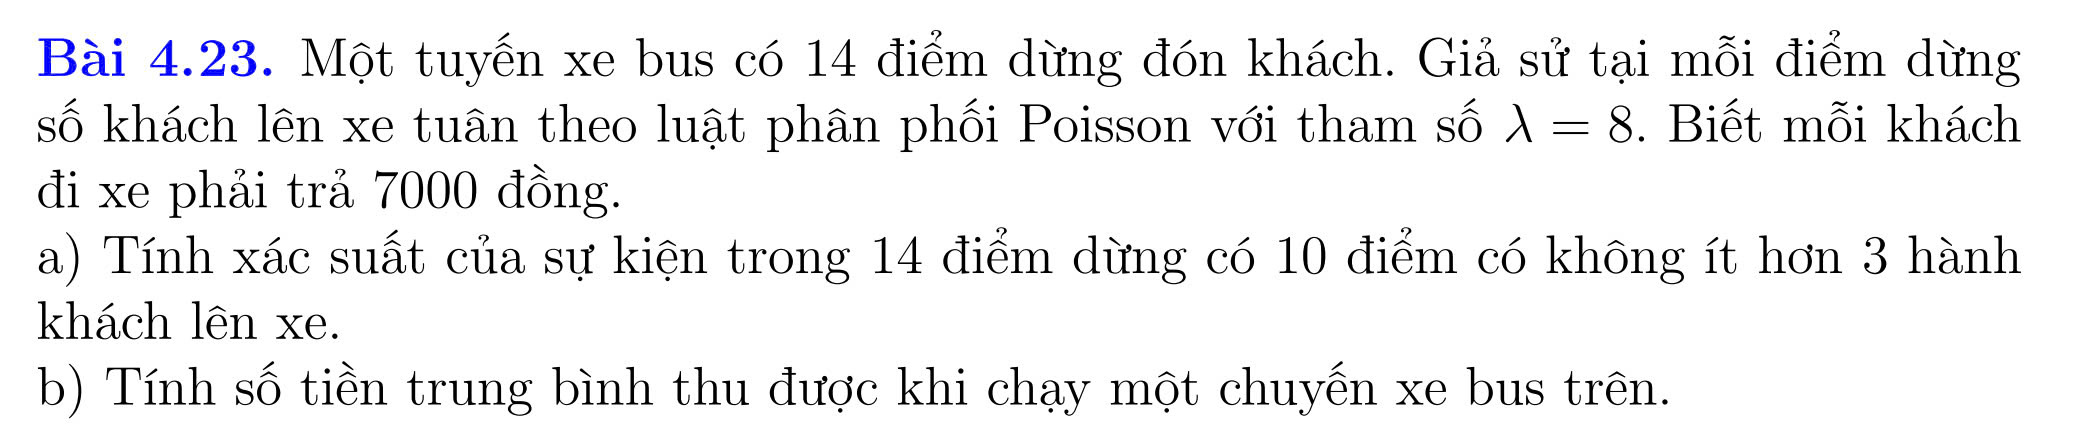 Bài 4.23. Một tuyến xe bus có 14 điểm dừng đón khách. Giả sử tại mỗi điểm dừng
số khách lên xe tuân theo luật phân phối Poisson với tham số λ = 8. Biết mỗi khách
đi xe phải trả 7000 đồng.
a) Tính xác suất của sự kiện trong 14 điểm dừng có 10 điểm có không ít hơn 3 hành
khách lên xe.
b) Tính số tiền trung bình thu được khi chạy một chuyến xe bus trên.